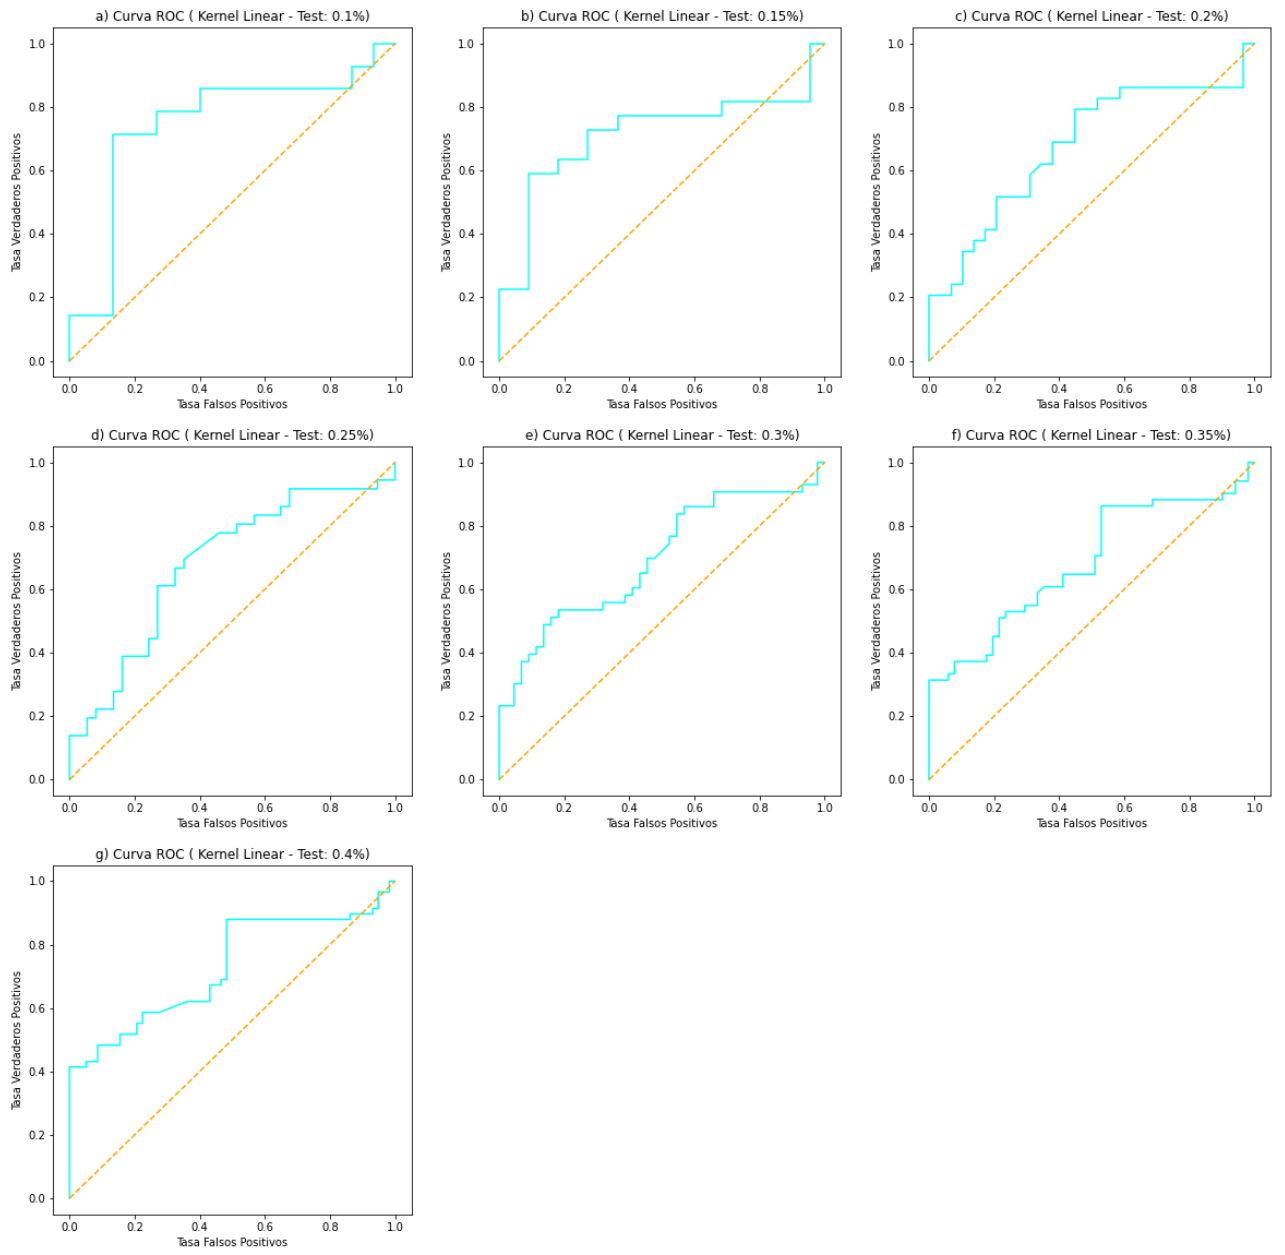 a) Curva ROC ( Kernel Linear - Test: 0.1%)
1.0
0.8
0.6
0.4
0.2
0.0
Tasa Verdaderos Positivos
0.0 0.2 0.4 0.6 0.8 1.0
Tasa Falsos Positivos
b) Curva ROC ( Kernel Linear - Test: 0.15%)
1.0
0.8
0.6
0.4
0.2
0.0
Tasa Verdaderos Positivos
0.0 0.2 0.4 0.6 0.8 1.0
Tasa Falsos Positivos
c) Curva ROC ( Kernel Linear - Test: 0.2%)
1.0
0.8
0.6
0.4
0.2
0.0
Tasa Verdaderos Positivos
0.0 0.2 0.4 0.6 0.8 1.0
Tasa Falsos Positivos
d) Curva ROC ( Kernel Linear - Test: 0.25%)
1.0
0.8
0.6
0.4
0.2
0.0
Tasa Verdaderos Positivos
0.0 0.2 0.4 0.6 0.8 1.0
Tasa Falsos Positivos
e) Curva ROC ( Kernel Linear - Test: 0.3%)
1.0
0.8
0.6
0.4
0.2
0.0
Tasa Verdaderos Positivos
0.0 0.2 0.4 0.6 0.8 1.0
Tasa Falsos Positivos
f) Curva ROC ( Kernel Linear - Test: 0.35%)
1.0
0.8
0.6
0.4
0.2
0.0
Tasa Verdaderos Positivos
0.0 0.2 0.4 0.6 0.8 1.0
Tasa Falsos Positivos
g) Curva ROC ( Kernel Linear - Test: 0.4%)
1.0
0.8
0.6
0.4
0.2
0.0
Tasa Verdaderos Positivos
0.0 0.2 0.4 0.6 0.8 1.0
Tasa Falsos Positivos